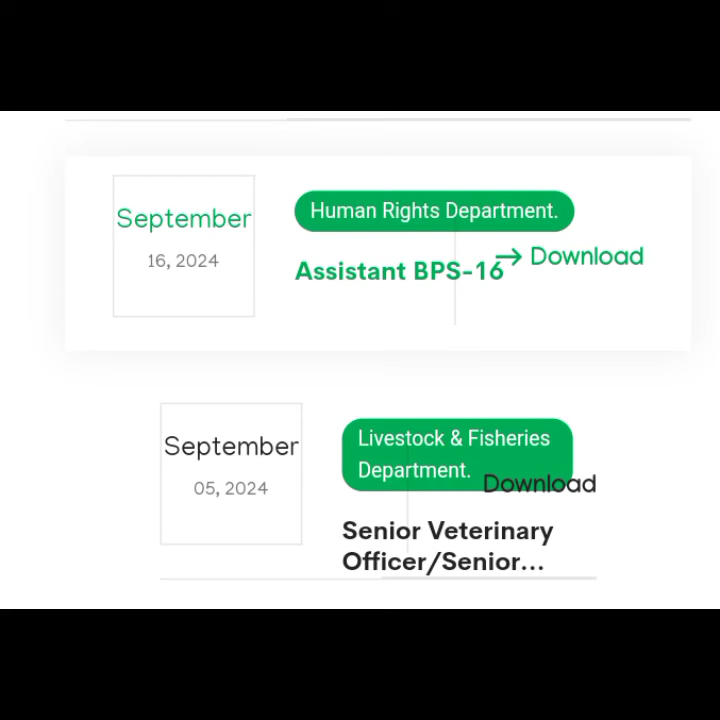 September
16, 2024
Human Rights Department.
Assistant BPS-16
→ Download
September
05, 2024
Livestock & Fisheries
Department.
Download
Senior Veterinary
Officer/Senior...